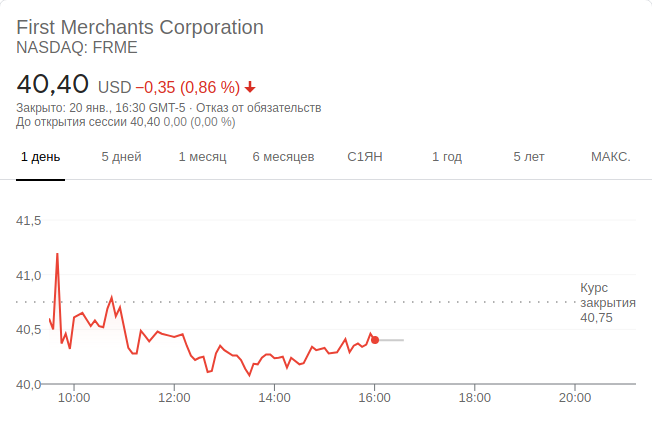 First Merchants Corporation
NASDAQ: FRME
40,40 USD −0,35 (0,86 %)
Закрыто: 20 янв., 16:30 GMT-5 · Отказ от обязательств
До открытия сессии 40,40 0,00 (0,00 %)
1 день 5 дней 1 месяц 6 месяцев С1ЯН 1 год 5 лет МАКС.
41,5
41,0
Курс
закрытия
40,75
40,5
40,0
10:00 12:00 14:00 16:00 18:00 20:00